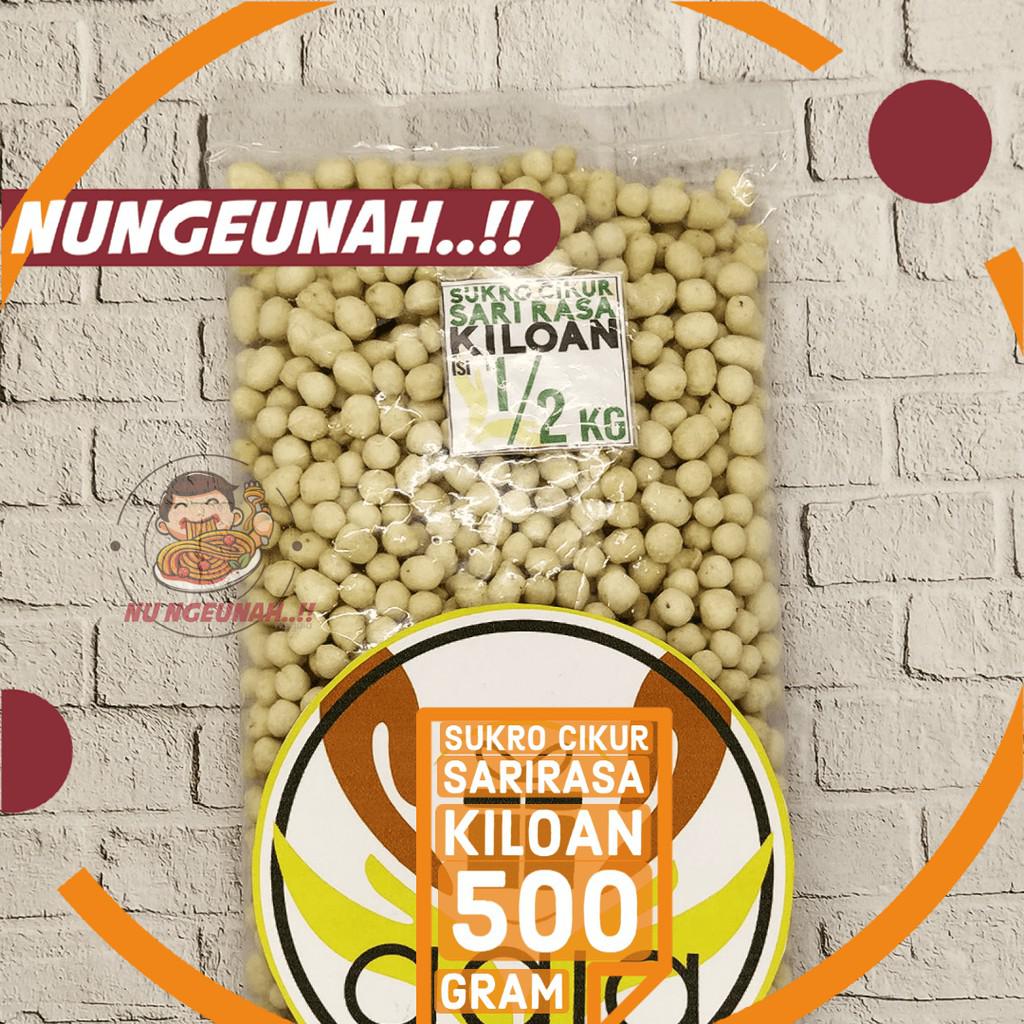 NUNGEUNAH..!!
SUKRO CIKUR
SARI RASA
KILOAN
ISI
1/2 KG
NU NGEUNAH..!!
SUKRO CIKUR
SARIRASA
KILOAN
500
GRAM